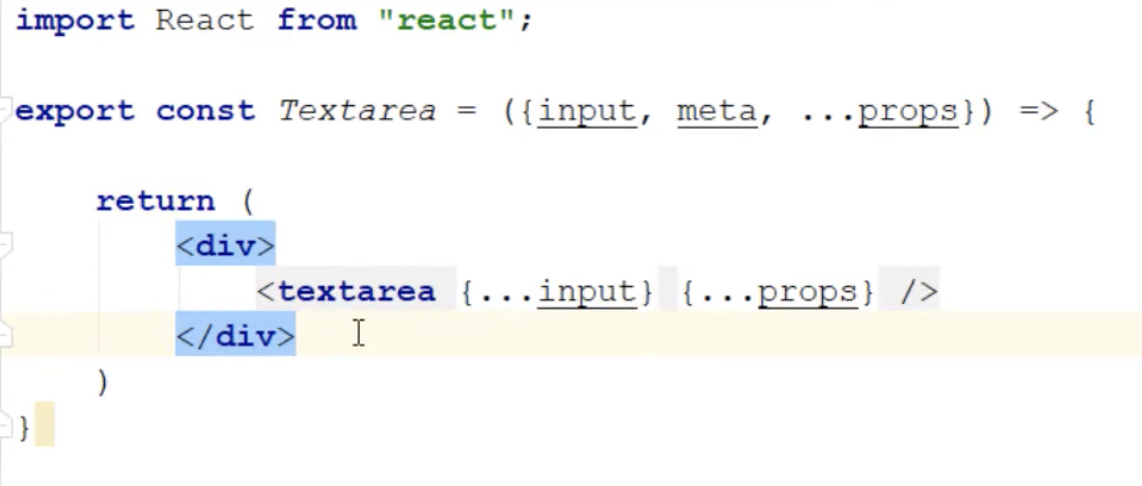 import React from "react";
export const Textarea = ({input, meta, ...props}) => {
return (
<div>
<textarea {...input} {...props} />
</div>
)
}